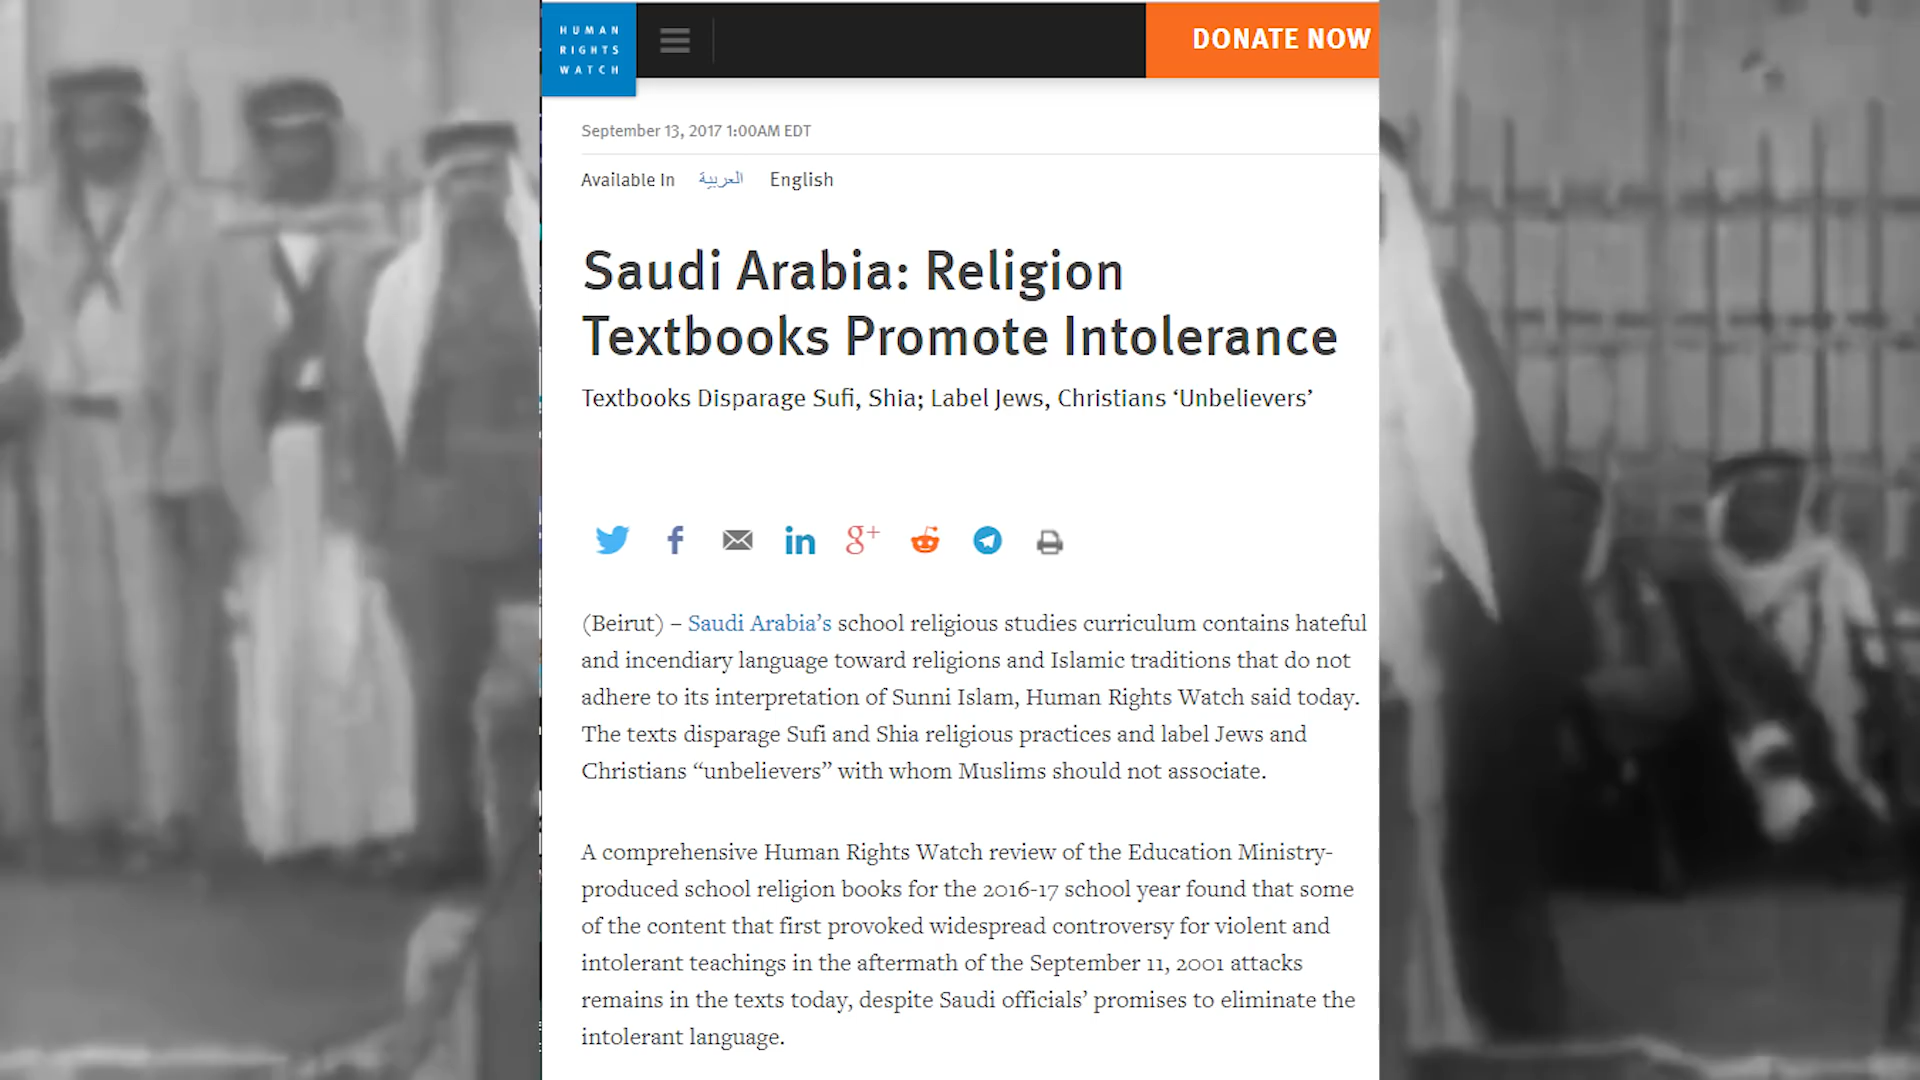 HUMAN
RIGHTS
WATCH
DONATE NOW
September 13, 2017 1:00AM EDT
Available In العربية English
Saudi Arabia: Religion
Textbooks Promote Intolerance
Textbooks Disparage Sufi, Shia; Label Jews, Christians ‘Unbelievers’
(Beirut) – Saudi Arabia’s school religious studies curriculum contains hateful
and incendiary language toward religions and Islamic traditions that do not
adhere to its interpretation of Sunni Islam, Human Rights Watch said today.
The texts disparage Sufi and Shia religious practices and label Jews and
Christians “unbelievers” with whom Muslims should not associate.
A comprehensive Human Rights Watch review of the Education Ministry-
produced school religion books for the 2016-17 school year found that some
of the content that first provoked widespread controversy for violent and
intolerant teachings in the aftermath of the September 11, 2001 attacks
remains in the texts today, despite Saudi officials’ promises to eliminate the
intolerant language.